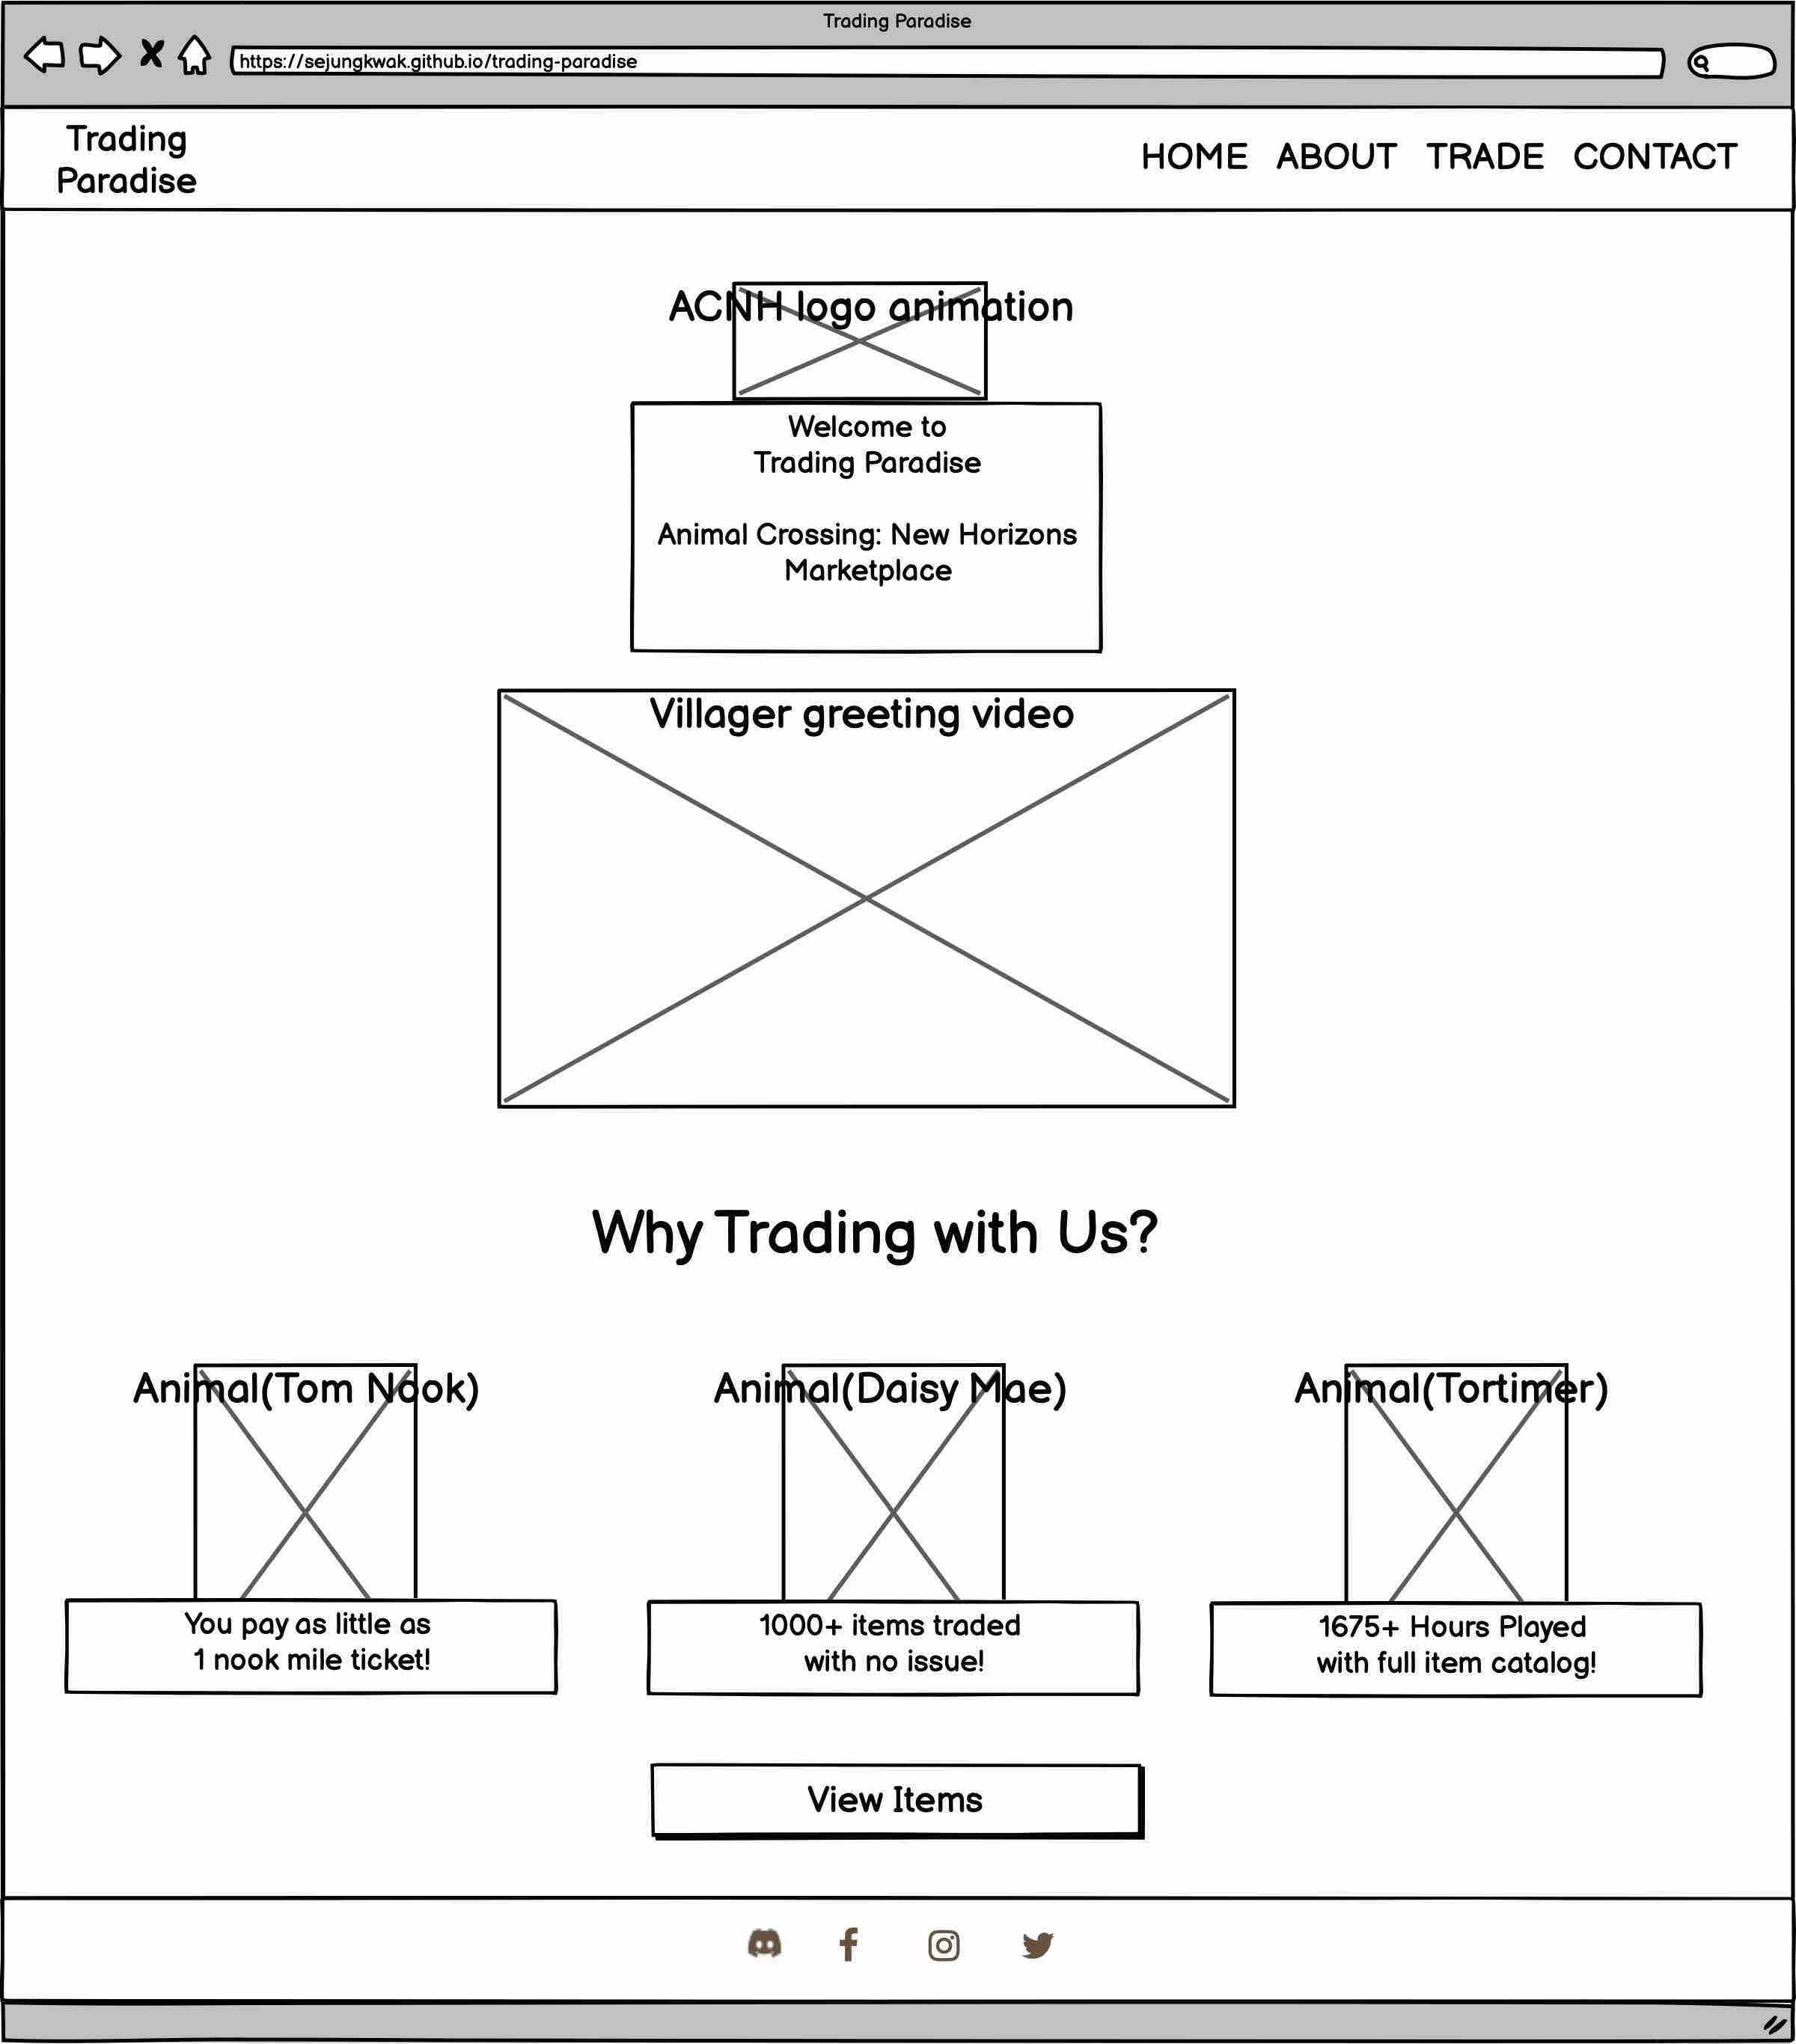 Trading Paradise
https://sejungkwak.github.io/trading-paradise
Trading
Paradise
HOME ABOUT TRADE CONTACT
ACNH logo animation
Welcome to
Trading Paradise
Animal Crossing: New Horizons
Marketplace
Villager greeting video
Why Trading with Us?
Animal(Tom Nook)
You pay as little as
1 nook mile ticket!
Animal(Daisy Mae)
1000+ items traded
with no issue!
Animal(Tortimer)
1675+ Hours Played
with full item catalog!
View Items